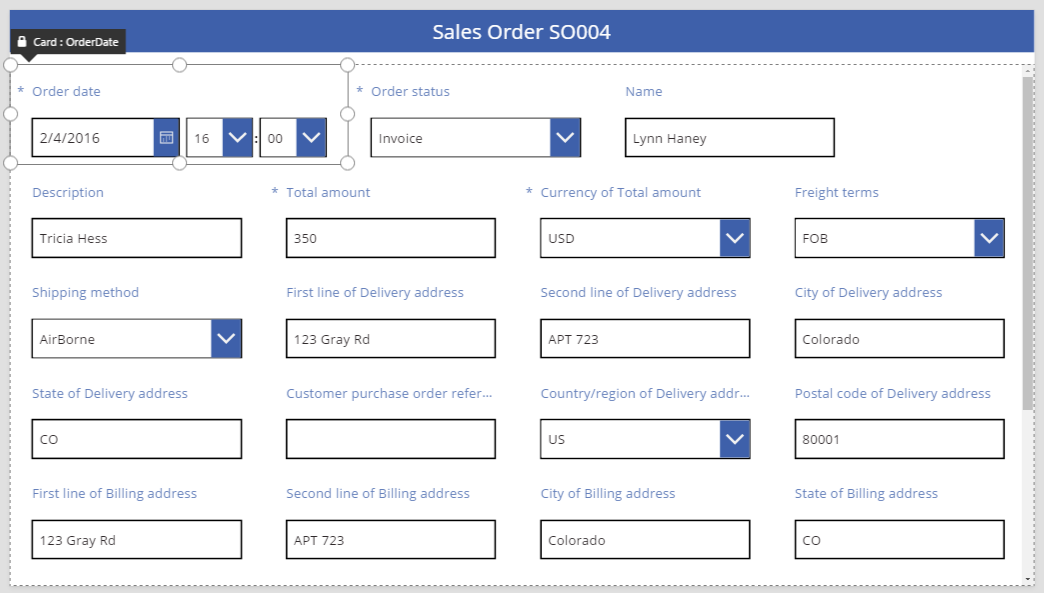 Sales Order SO004
Card : OrderDate
* Order date * Order status Name
2/4/2016 16 : 00 Invoice Lynn Haney
Description * Total amount * Currency of Total amount Freight terms
Tricia Hess 350 USD FOB
Shipping method First line of Delivery address Second line of Delivery address City of Delivery address
AirBorne 123 Gray Rd APT 723 Colorado
State of Delivery address Customer purchase order refer... Country/region of Delivery addr... Postal code of Delivery address
CO US 80001
First line of Billing address Second line of Billing address City of Billing address State of Billing address
123 Gray Rd APT 723 Colorado CO